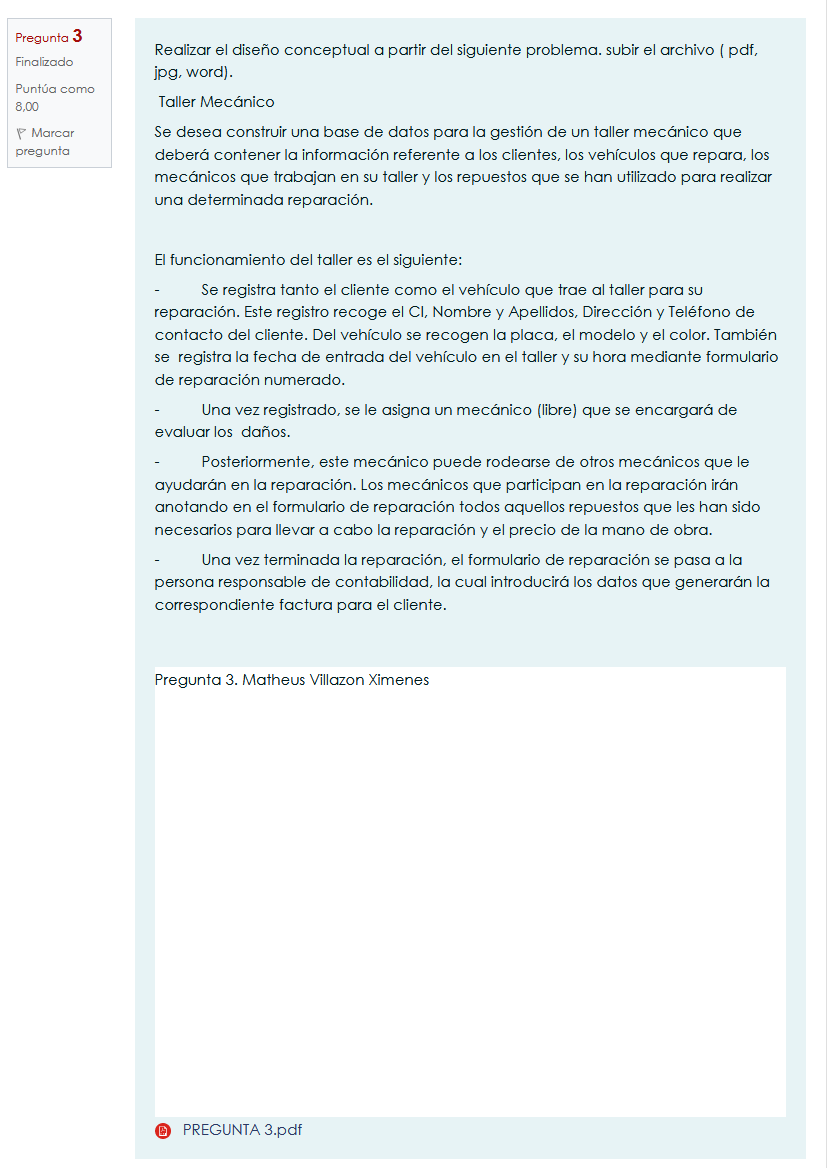 Pregunta 3
Finalizado
Puntúa como
8,00
Marcar
pregunta
Realizar el diseño conceptual a partir del siguiente problema. subir el archivo ( pdf,
jpg, word).
Taller Mecánico
Se desea construir una base de datos para la gestión de un taller mecánico que
deberá contener la información referente a los clientes, los vehículos que repara, los
mecánicos que trabajan en su taller y los repuestos que se han utilizado para realizar
una determinada reparación.
El funcionamiento del taller es el siguiente:
- Se registra tanto el cliente como el vehículo que trae al taller para su
reparación. Este registro recoge el CI, Nombre y Apellidos, Dirección y Teléfono de
contacto del cliente. Del vehículo se recogen la placa, el modelo y el color. También
se registra la fecha de entrada del vehículo en el taller y su hora mediante formulario
de reparación numerado.
- Una vez registrado, se le asigna un mecánico (libre) que se encargará de
evaluar los daños.
- Posteriormente, este mecánico puede rodearse de otros mecánicos que le
ayudarán en la reparación. Los mecánicos que participan en la reparación irán
anotando en el formulario de reparación todos aquellos repuestos que les han sido
necesarios para llevar a cabo la reparación y el precio de la mano de obra.
- Una vez terminada la reparación, el formulario de reparación se pasa a la
persona responsable de contabilidad, la cual introducirá los datos que generarán la
correspondiente factura para el cliente.
Pregunta 3. Matheus Villazon Ximenes
PREGUNTA 3.pdf